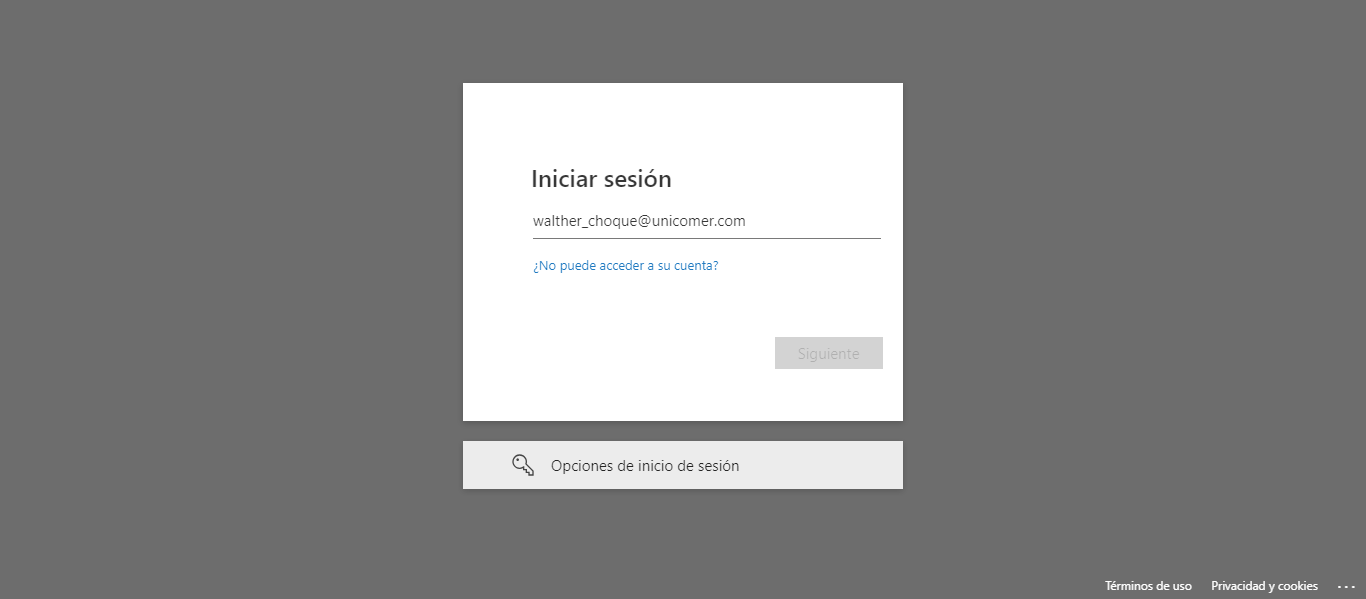 Iniciar sesión
walther_choque@unicomer.com
¿No puede acceder a su cuenta?
Siguiente
Opciones de inicio de sesión
Términos de uso Privacidad y cookies ...